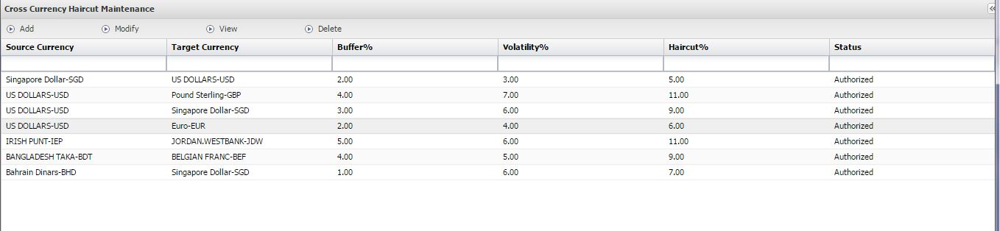 Cross Currency Haircut Maintenance
Add Modify View Delete
Source Currency Target Currency Buffer% Volatility% Haircut% Status
Singapore Dollar-SGD US DOLLARS-USD 2.00 3.00 5.00 Authorized
US DOLLARS-USD Pound Sterling-GBP 4.00 7.00 11.00 Authorized
US DOLLARS-USD Singapore Dollar-SGD 3.00 6.00 9.00 Authorized
US DOLLARS-USD Euro-EUR 2.00 4.00 6.00 Authorized
IRISH PUNT-IEP JORDAN.WESTBANK-JDW 5.00 6.00 11.00 Authorized
BANGLADESH TAKA-BDT BELGIAN FRANC-BEF 4.00 5.00 9.00 Authorized
Bahrain Dinars-BHD Singapore Dollar-SGD 1.00 6.00 7.00 Authorized